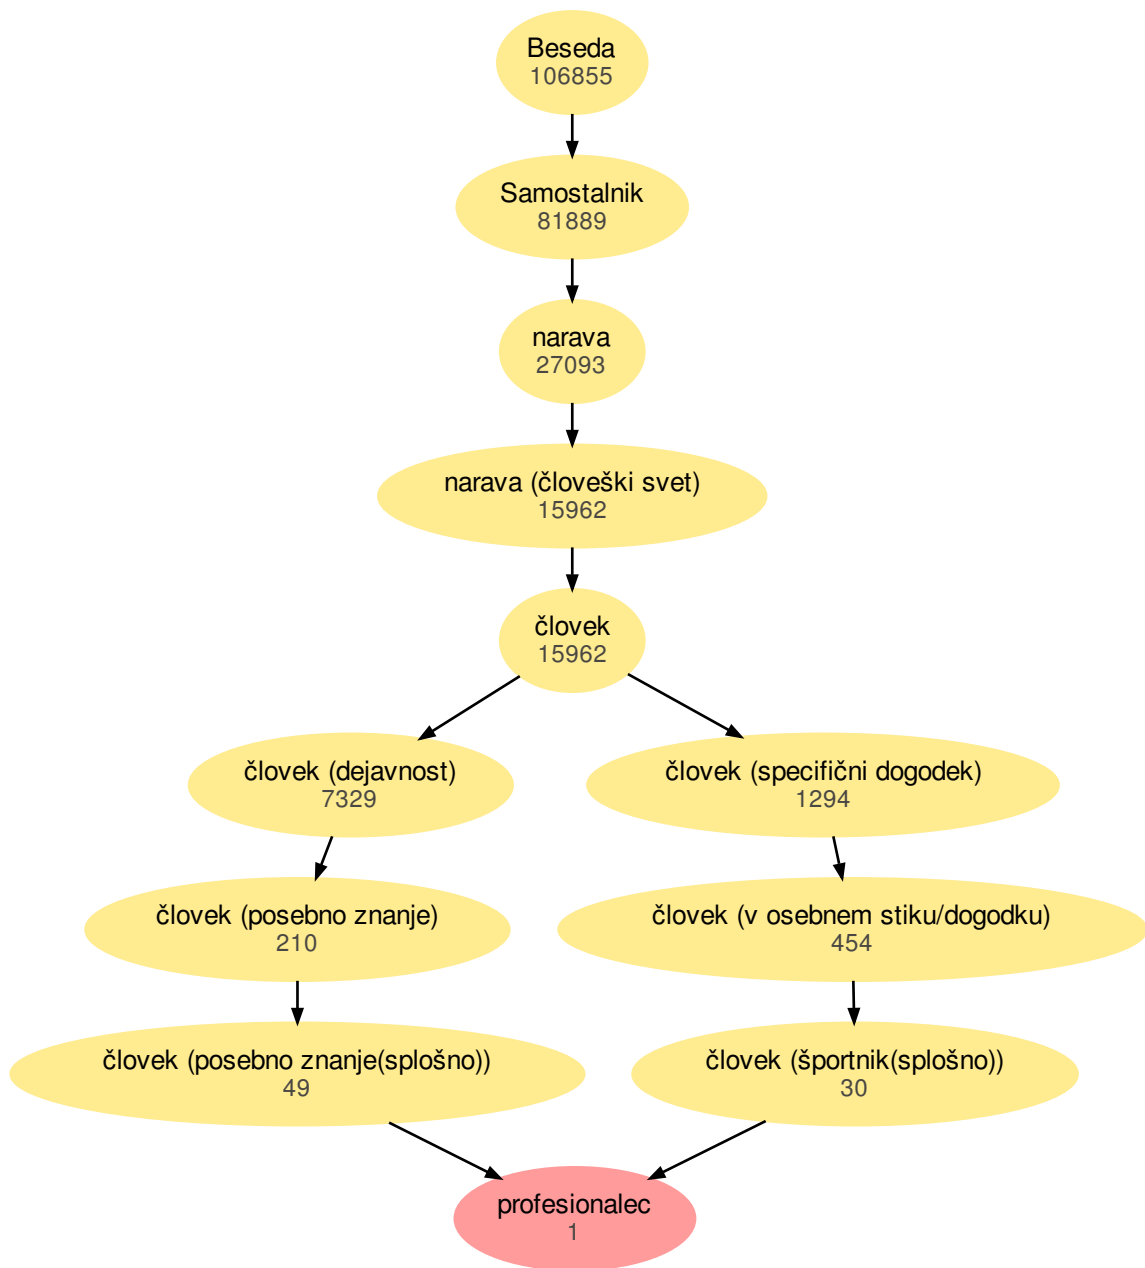 Beseda
106855
Samostalnik
81889
narava
27093
narava (človeški svet)
15962
človek
15962
človek (dejavnost)
7329
človek (specifični dogodek)
1294
človek (posebno znanje)
210
človek (v osebnem stiku/dogodku)
454
človek (posebno znanje(splošno))
49
človek (športnik(splošno))
30
profesionalec
1